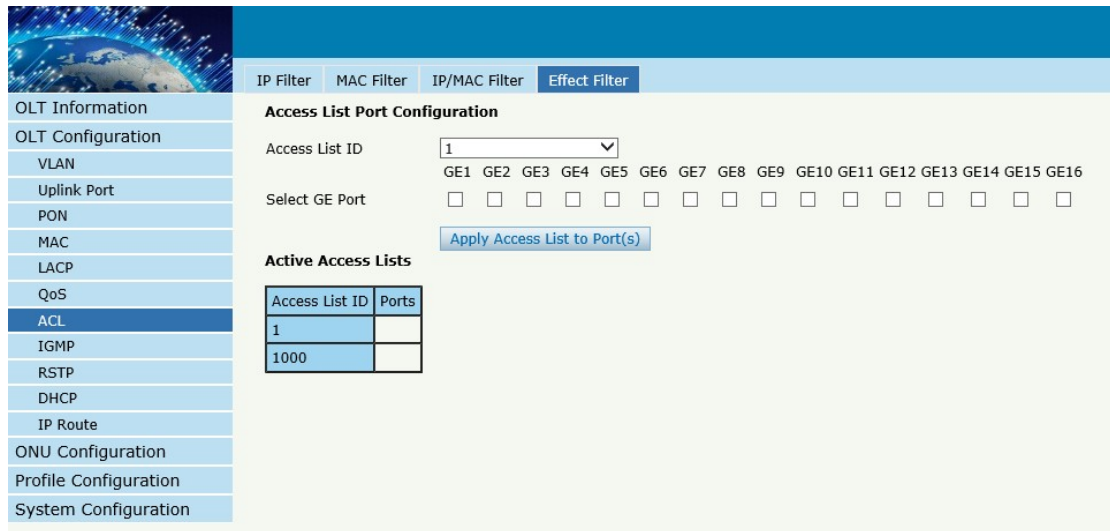 IP Filter MAC Filter IP/MAC Filter Effect Filter
OLT Information
OLT Configuration
VLAN
Uplink Port
PON
MAC
LACP
QoS
ACL
IGMP
RSTP
DHCP
IP Route
ONU Configuration
Profile Configuration
System Configuration
Access List Port Configuration
Access List ID 1
GE1 GE2 GE3 GE4 GE5 GE6 GE7 GE8 GE9 GE10 GE11 GE12 GE13 GE14 GE15 GE16
Select GE Port
Apply Access List to Port(s)
Active Access Lists
Access List ID Ports
1
1000